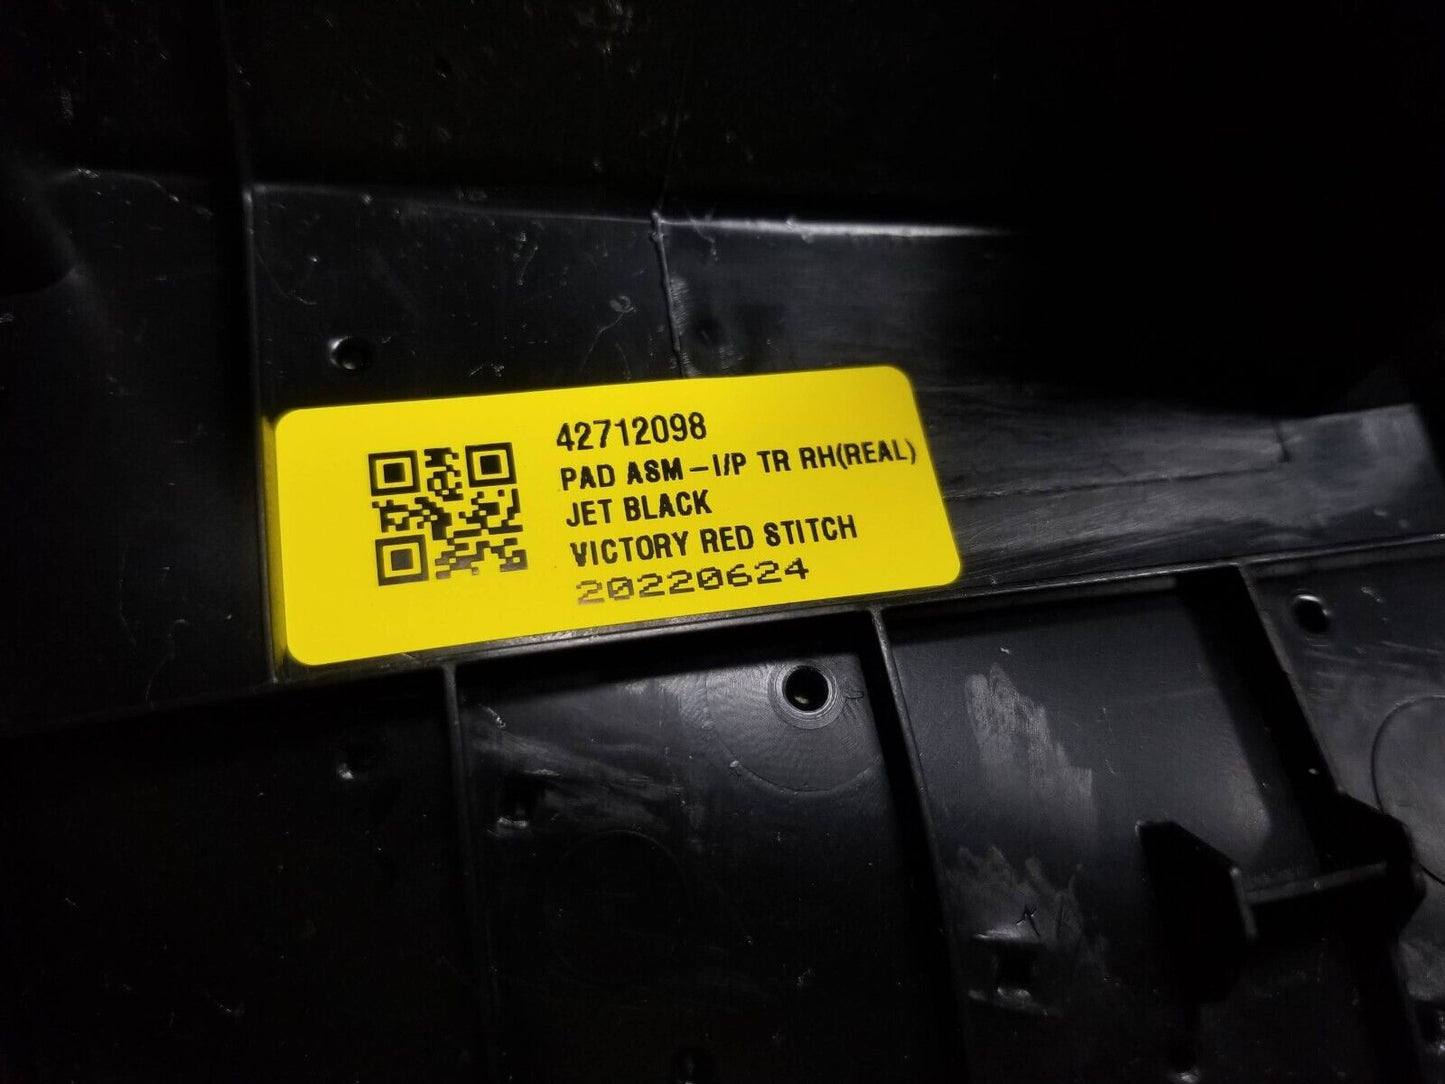 42712098
PAD ASM-I/P TR RH(REAL)
JET BLACK
VICTORY RED STITCH
20220624